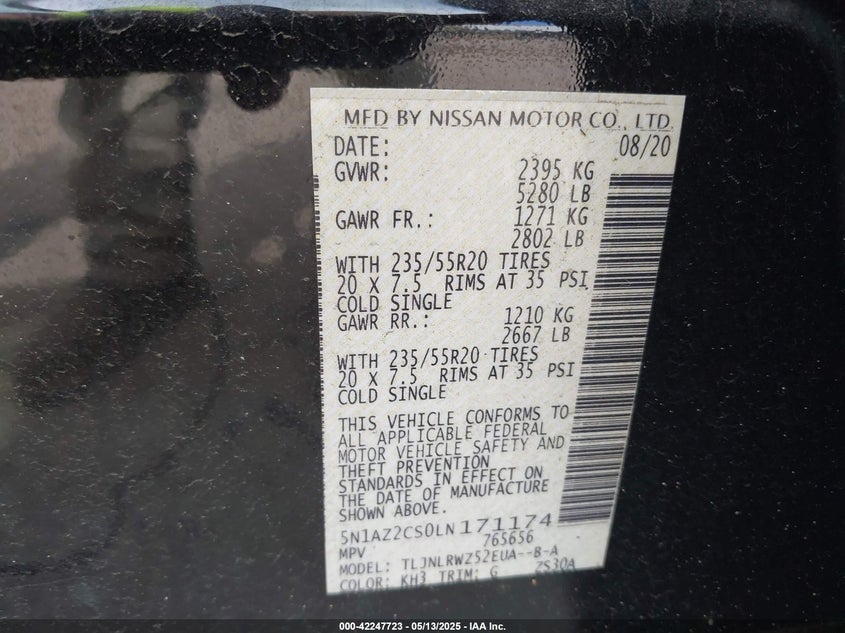 MFD BY NISSAN MOTOR CO., LTD.
DATE: 08/20
GVWR: 2395 KG
5280 LB
GAWR FR.: 1271 KG
2802 LB
WITH 235/55R20 TIRES
20 X 7.5 RIMS AT 35 PSI
COLD SINGLE
GAWR RR.: 1210 KG
2667 LB
WITH 235/55R20 TIRES
20 X 7.5 RIMS AT 35 PSI
COLD SINGLE
THIS VEHICLE CONFORMS TO
ALL APPLICABLE FEDERAL
MOTOR VEHICLE SAFETY AND
THEFT PREVENTION
STANDARDS IN EFFECT ON
THE DATE OF MANUFACTURE
SHOWN ABOVE.
5N1AZ2CS0LN171174
MPV 765656
MODEL: TLJNLRWZ52EUA--B-A
COLOR: KH3 TRIM: G ZS30A
000-42247723 - 05/13/2025 - IAA Inc.